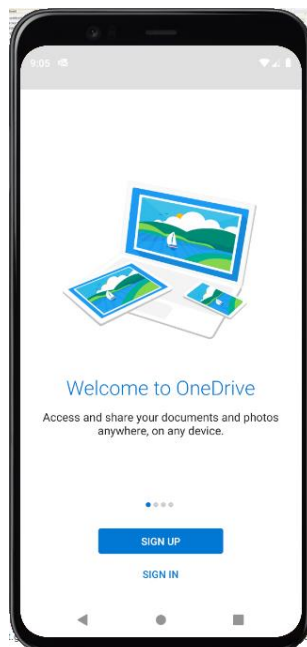 9:05
Welcome to OneDrive
Access and share your documents and photos
anywhere, on any device.
SIGN UP
SIGN IN